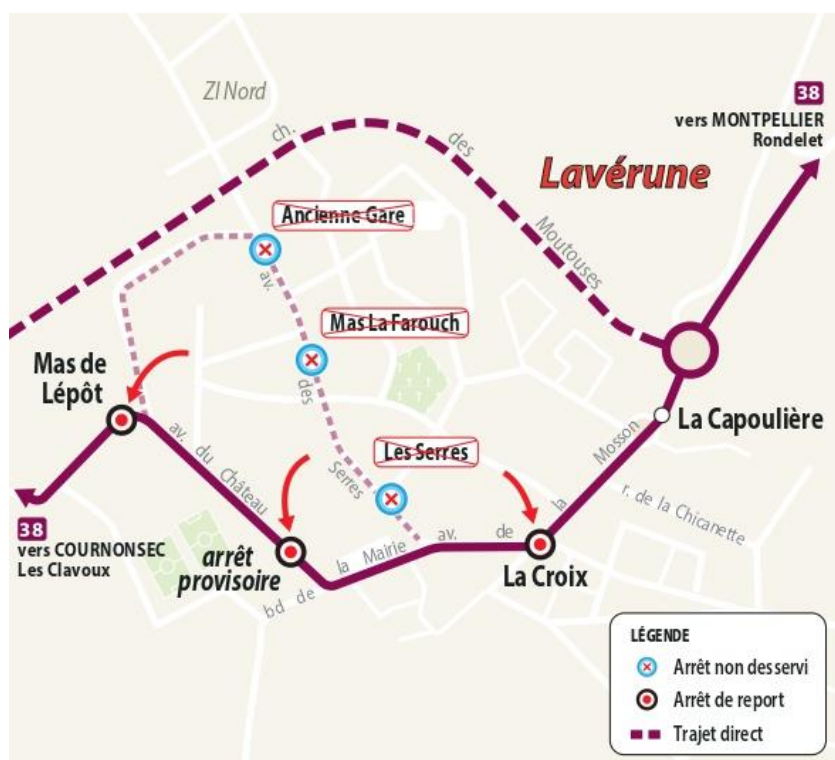 ZI Nord
38
vers MONTPELLIER
Rondelet
ch.
des
Moutouses
Lavérune
Ancienne Gare
av.
Mas La Farouch
des
Mas de
Lépôt
La Capoulière
Les Serres
Serres
av. du Château
Mosson
la
de
av.
r. de la Chicanette
38
vers COURNONSEC
Les Clavoux
arrêt
provisoire
la Mairie
bd de
La Croix
LÉGENDE
Arrêt non desservi
Arrêt de report
Trajet direct